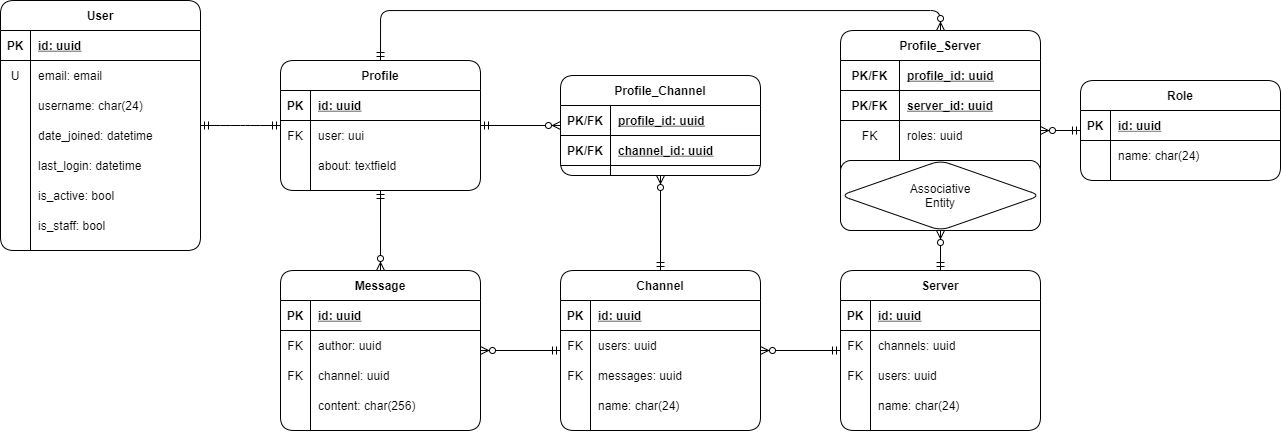 User
PK id: uuid
U email: email
username: char(24)
date_joined: datetime
last_login: datetime
is_active: bool
is_staff: bool
Profile
PK id: uuid
FK user: uui
about: textfield
Profile_Channel
PK/FK profile_id: uuid
PK/FK channel_id: uuid
Profile_Server
PK/FK profile_id: uuid
PK/FK server_id: uuid
FK roles: uuid
Associative
Entity
Role
PK id: uuid
name: char(24)
Message
PK id: uuid
FK author: uuid
FK channel: uuid
content: char(256)
Channel
PK id: uuid
FK users: uuid
FK messages: uuid
name: char(24)
Server
PK id: uuid
FK channels: uuid
FK users: uuid
name: char(24)